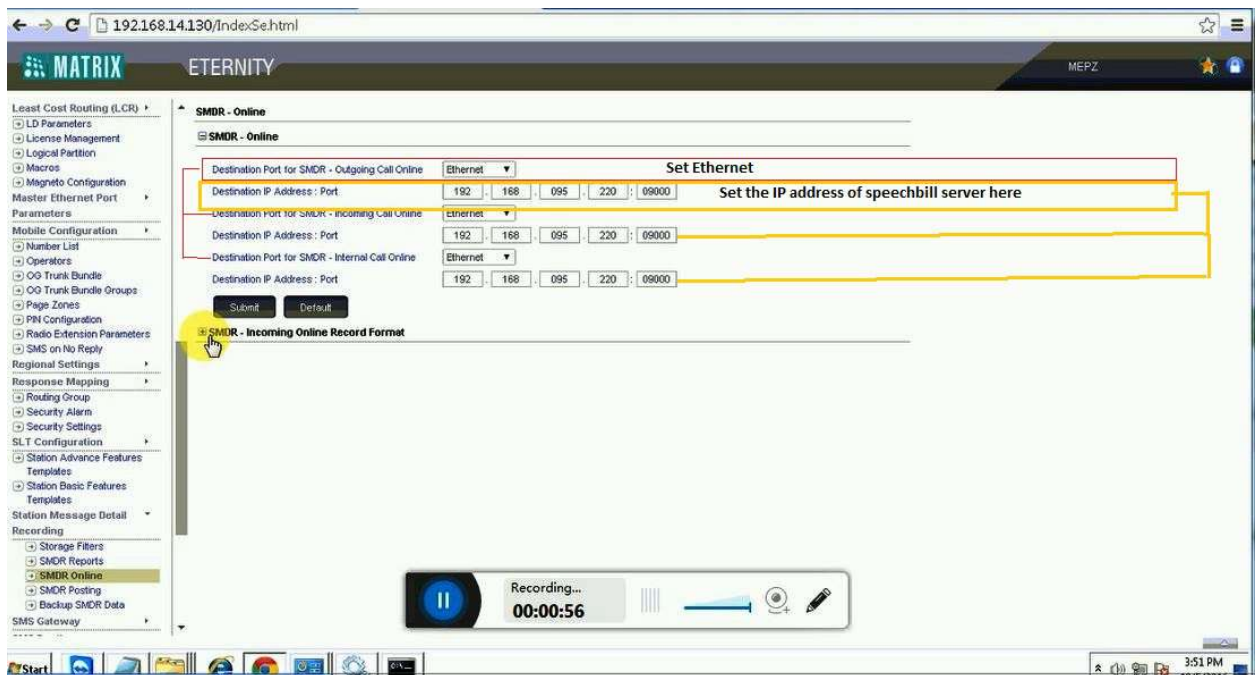 192.168.14.130/IndexSe.html
MATRIX
ETERNITY
MEPZ
Least Cost Routing (LCR)
LD Parameters
License Management
Logical Partition
Macros
Magneto Configuration
Master Ethernet Port
Parameters
Mobile Configuration
Number List
Operators
OG Trunk Bundle
OG Trunk Bundle Groups
Page Zones
PIN Configuration
Radio Extension Parameters
SMS on No Reply
Regional Settings
Response Mapping
Routing Group
Security Alarm
Security Settings
SLT Configuration
Station Advance Features
Templates
Station Basic Features
Templates
Station Message Detail
Recording
Storage Filters
SMDR Reports
SMDR Online
SMDR Posting
Backup SMDR Data
SMS Gateway
SMDR - Online
SMDR - Online
Destination Port for SMDR - Outgoing Call Online Ethernet Set Ethernet
Destination IP Address : Port 192 . 168 . 095 . 220 : 09000 Set the IP address of speechbill server here
Destination Port for SMDR - Incoming Call Online Ethernet
Destination IP Address : Port 192 . 168 . 095 . 220 : 09000
Destination Port for SMDR - Internal Call Online Ethernet
Destination IP Address : Port 192 . 168 . 095 . 220 : 09000
Submit Default
SMDR - Incoming Online Record Format
Recording...
00:00:56
Start
3:51 PM